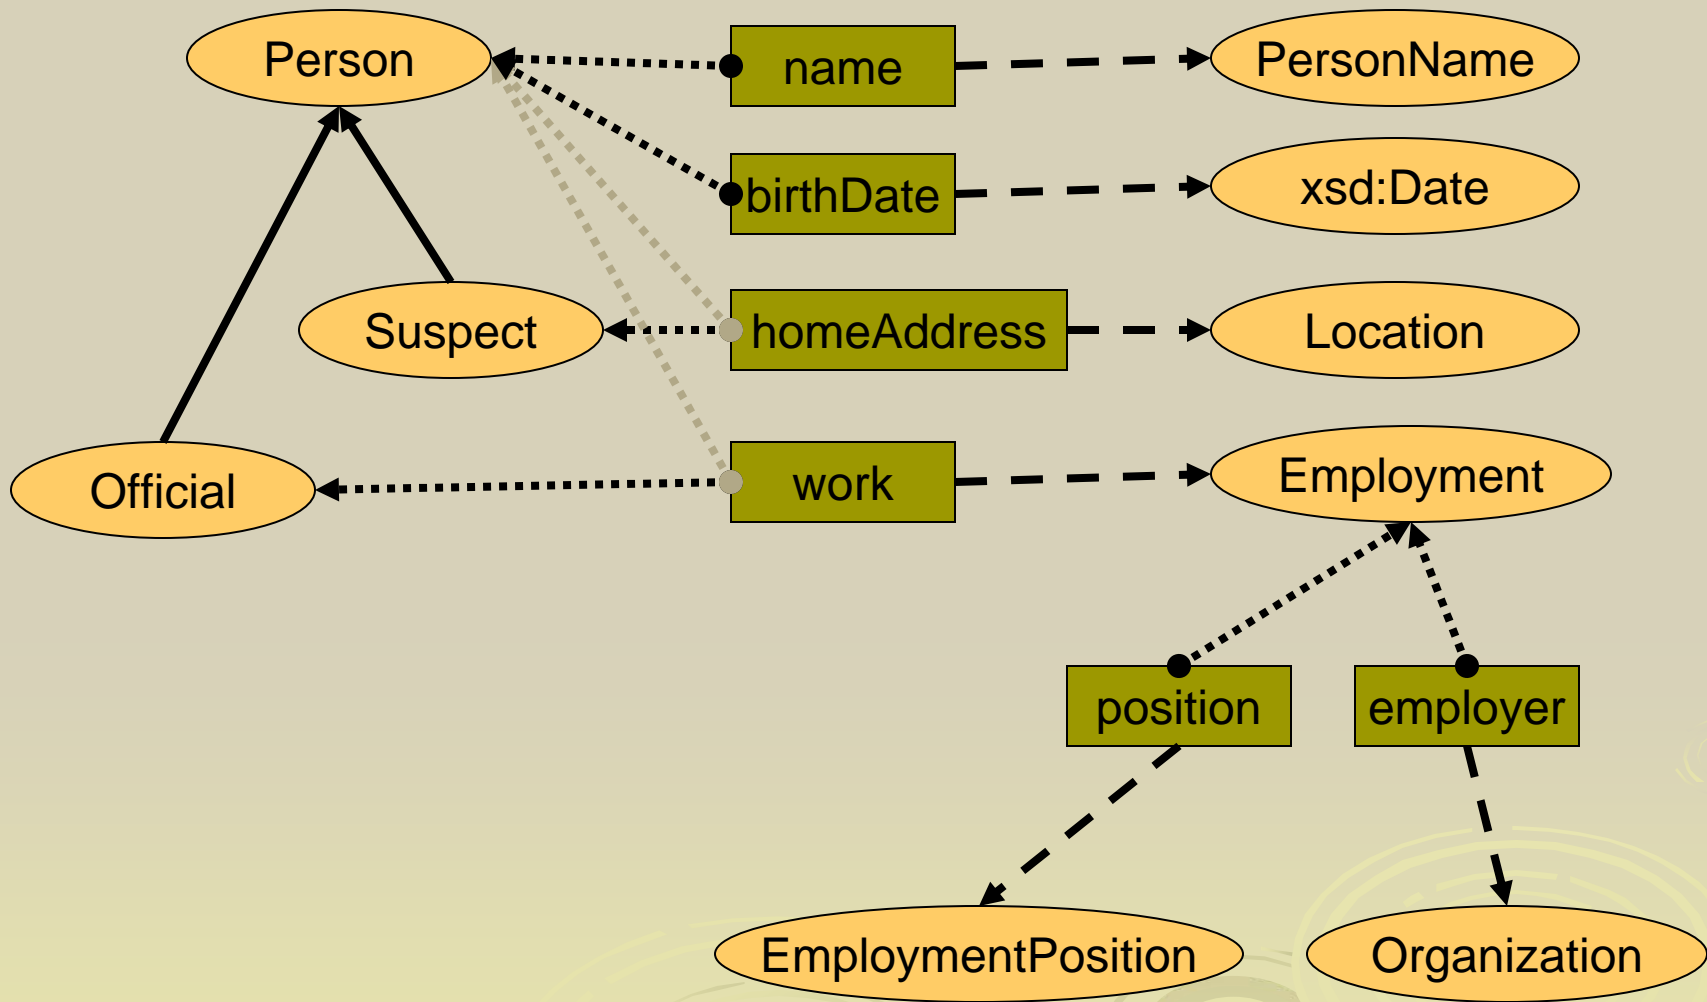 Person
name
PersonName
birthDate
xsd:Date
Suspect
homeAddress
Location
Official
work
Employment
position
employer
EmploymentPosition
Organization